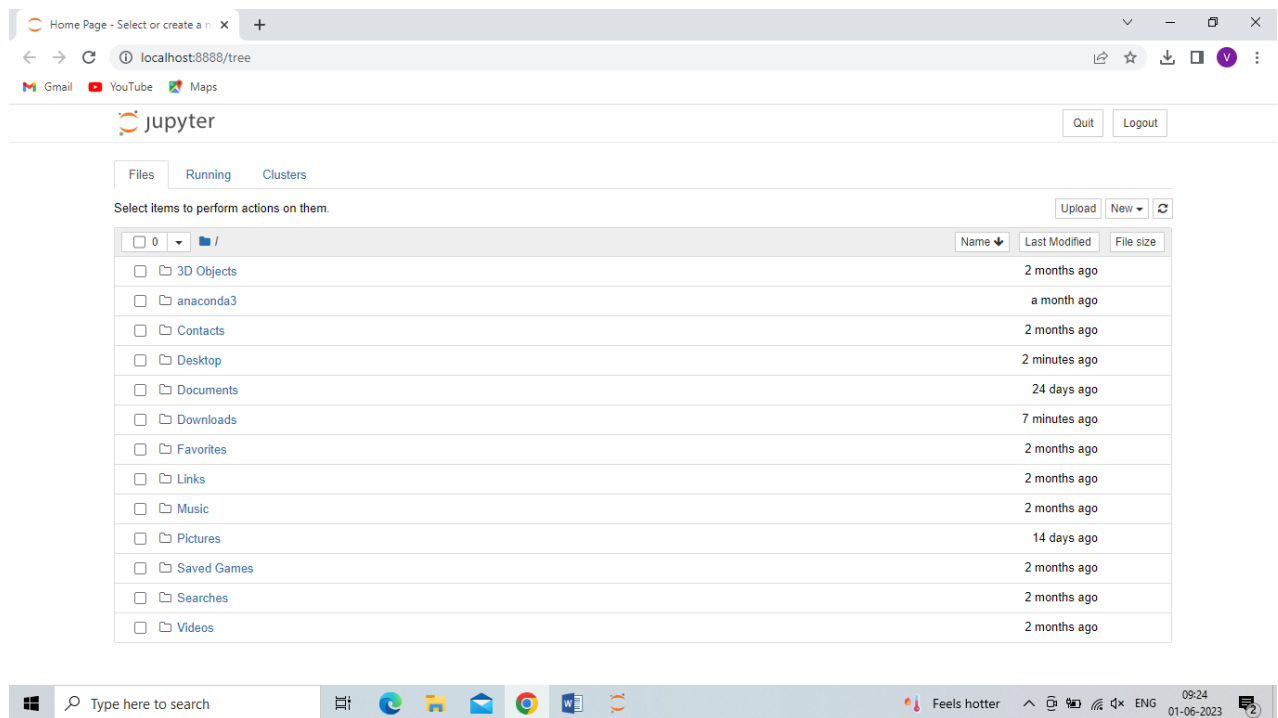 Home Page - Select or create a n
localhost:8888/tree
V
Gmail YouTube Maps
jupyter
Quit Logout
Files Running Clusters
Select items to perform actions on them.
Upload New
0 / Name Last Modified File size
3D Objects 2 months ago
anaconda3 a month ago
Contacts 2 months ago
Desktop 2 minutes ago
Documents 24 days ago
Downloads 7 minutes ago
Favorites 2 months ago
Links 2 months ago
Music 2 months ago
Pictures 14 days ago
Saved Games 2 months ago
Searches 2 months ago
Videos 2 months ago
Type here to search
W
Feels hotter
ENG
09:24
01-06-2023
2